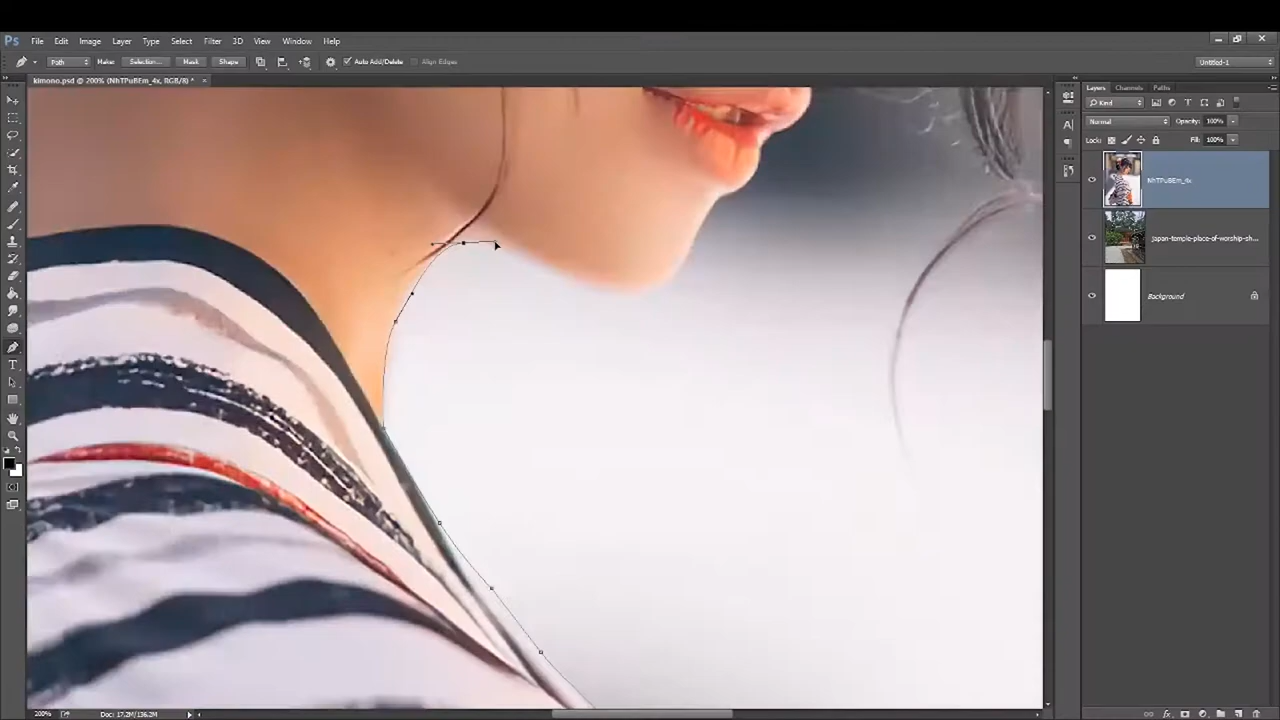 Ps File Edit Image Layer Type Select Filter 3D View Window Help
Path Make: Selection... Mask Shape Auto Add/Delete Align Edges Untitled-1
kimono.psd @ 200% (NhTPuBEm_4x, RGB/8) * ×
Layers Channels Paths
Kind
Normal Opacity: 100%
Lock: Fill: 100%
NhTPuBEm_4x
japan-temple-place-of-worship-sh...
Background
200% Doc: 17.2M/136.2M